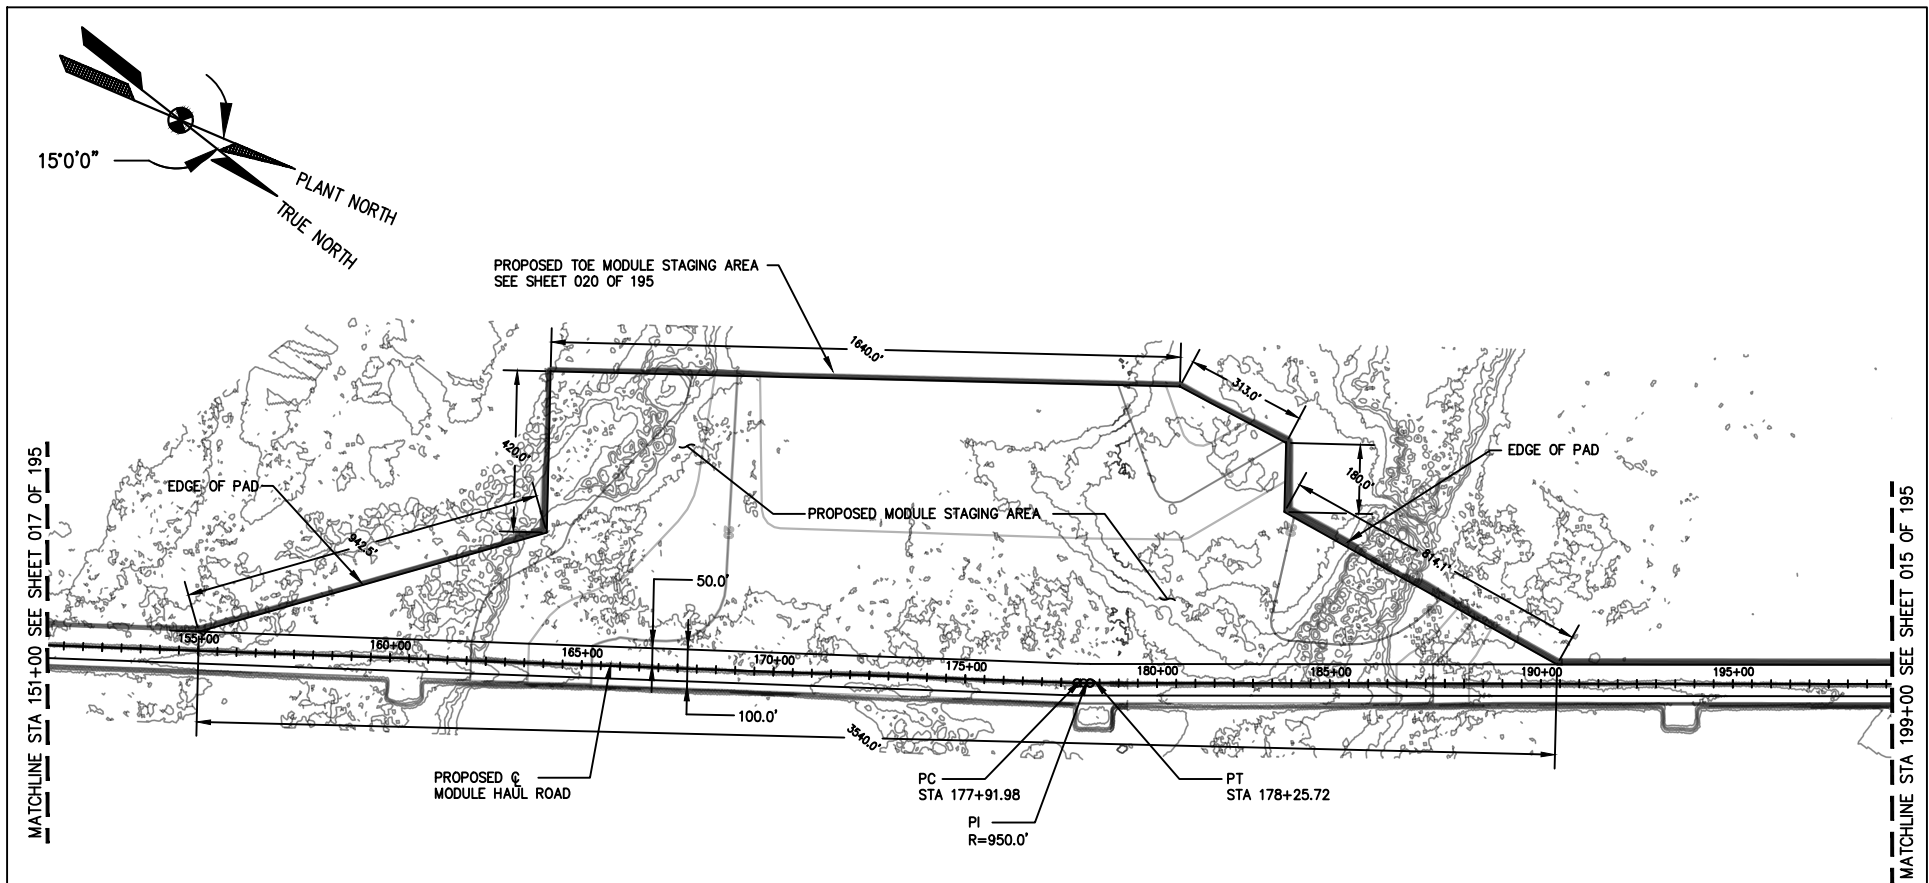 15°0'0"
PLANT NORTH
TRUE NORTH
PROPOSED TOE MODULE STAGING AREA
SEE SHEET 020 OF 195
1640.0'
313.0'
420.0'
180.0'
EDGE OF PAD
EDGE OF PAD
PROPOSED MODULE STAGING AREA
942.5'
814.1'
50.0'
155+00
160+00
165+00
170+00
175+00
180+00
185+00
190+00
195+00
100.0'
3540.0'
PROPOSED ℄
MODULE HAUL ROAD
PC
STA 177+91.98
PI
R=950.0'
PT
STA 178+25.72
MATCHLINE STA 151+00 SEE SHEET 017 OF 195
MATCHLINE STA 199+00 SEE SHEET 015 OF 195